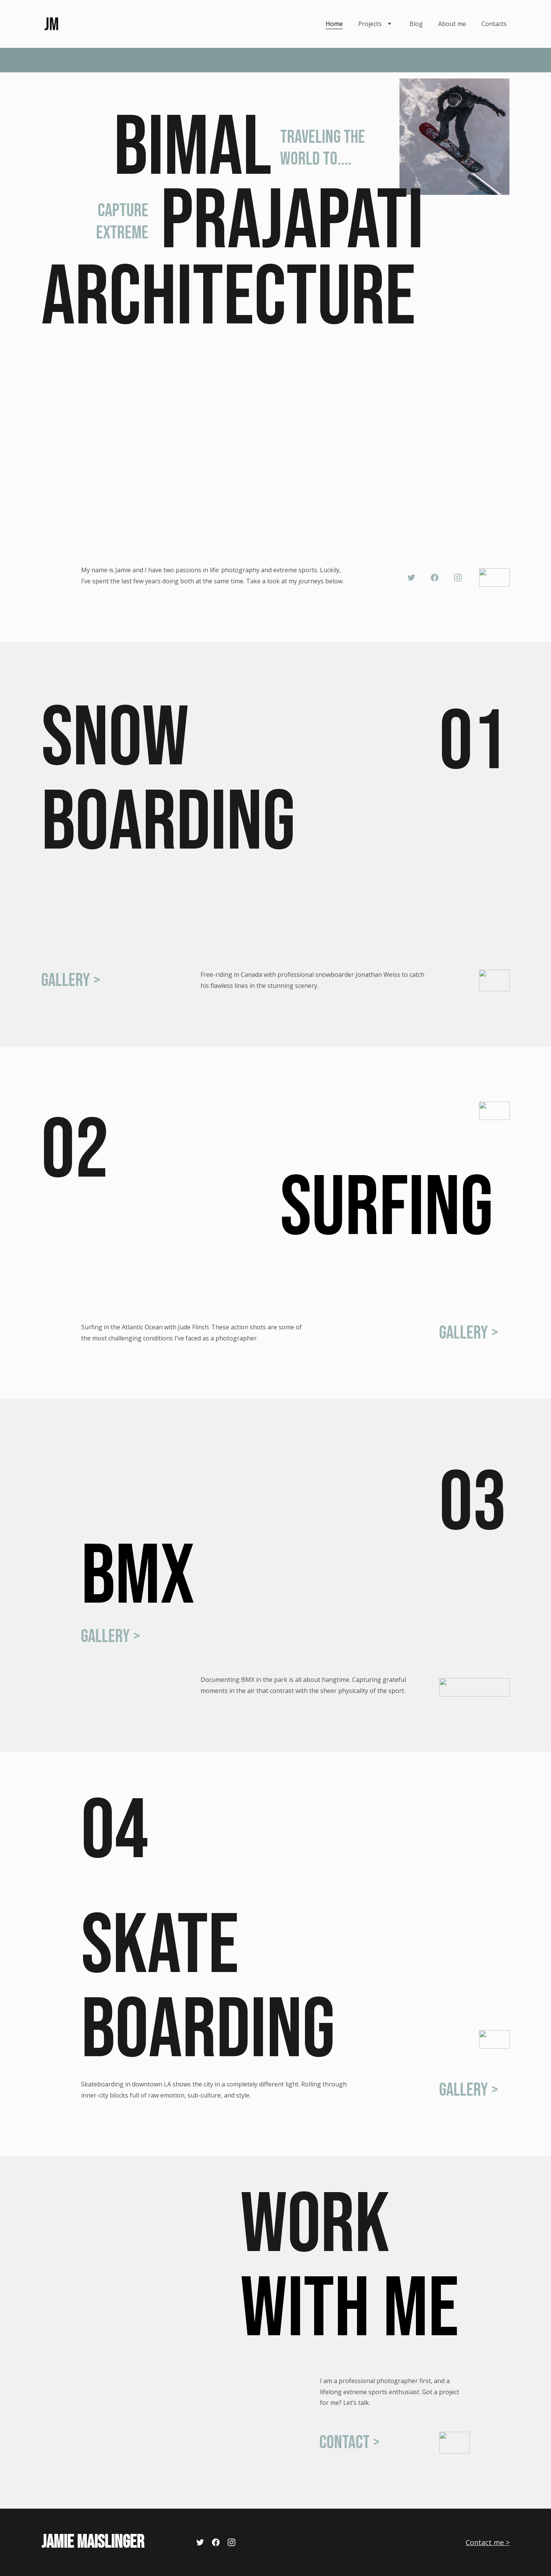 JM
Home Projects Blog About me Contacts
BIMAL
TRAVELING THE
WORLD TO....
CAPTURE
EXTREME
PRAJAPATI
ARCHITECTURE
My name is Jamie and I have two passions in life: photography and extreme sports. Luckily,
I've spent the last few years doing both at the same time. Take a look at my journeys below.
SNOW
BOARDING
01
GALLERY >
Free-riding in Canada with professional snowboarder Jonathan Weiss to catch
his flawless lines in the stunning scenery.
02
SURFING
Surfing in the Atlantic Ocean with Jude Flinch. These action shots are some of
the most challenging conditions I've faced as a photographer.
GALLERY >
03
BMX
GALLERY >
Documenting BMX in the park is all about hangtime. Capturing grateful
moments in the air that contrast with the sheer physicality of the sport.
04
SKATE
BOARDING
Skateboarding in downtown LA shows the city in a completely different light. Rolling through
inner-city blocks full of raw emotion, sub-culture, and style.
GALLERY >
WORK
WITH ME
I am a professional photographer first, and a
lifelong extreme sports enthusiast. Got a project
for me? Let's talk.
CONTACT >
JAMIE MAISLINGER
Contact me >